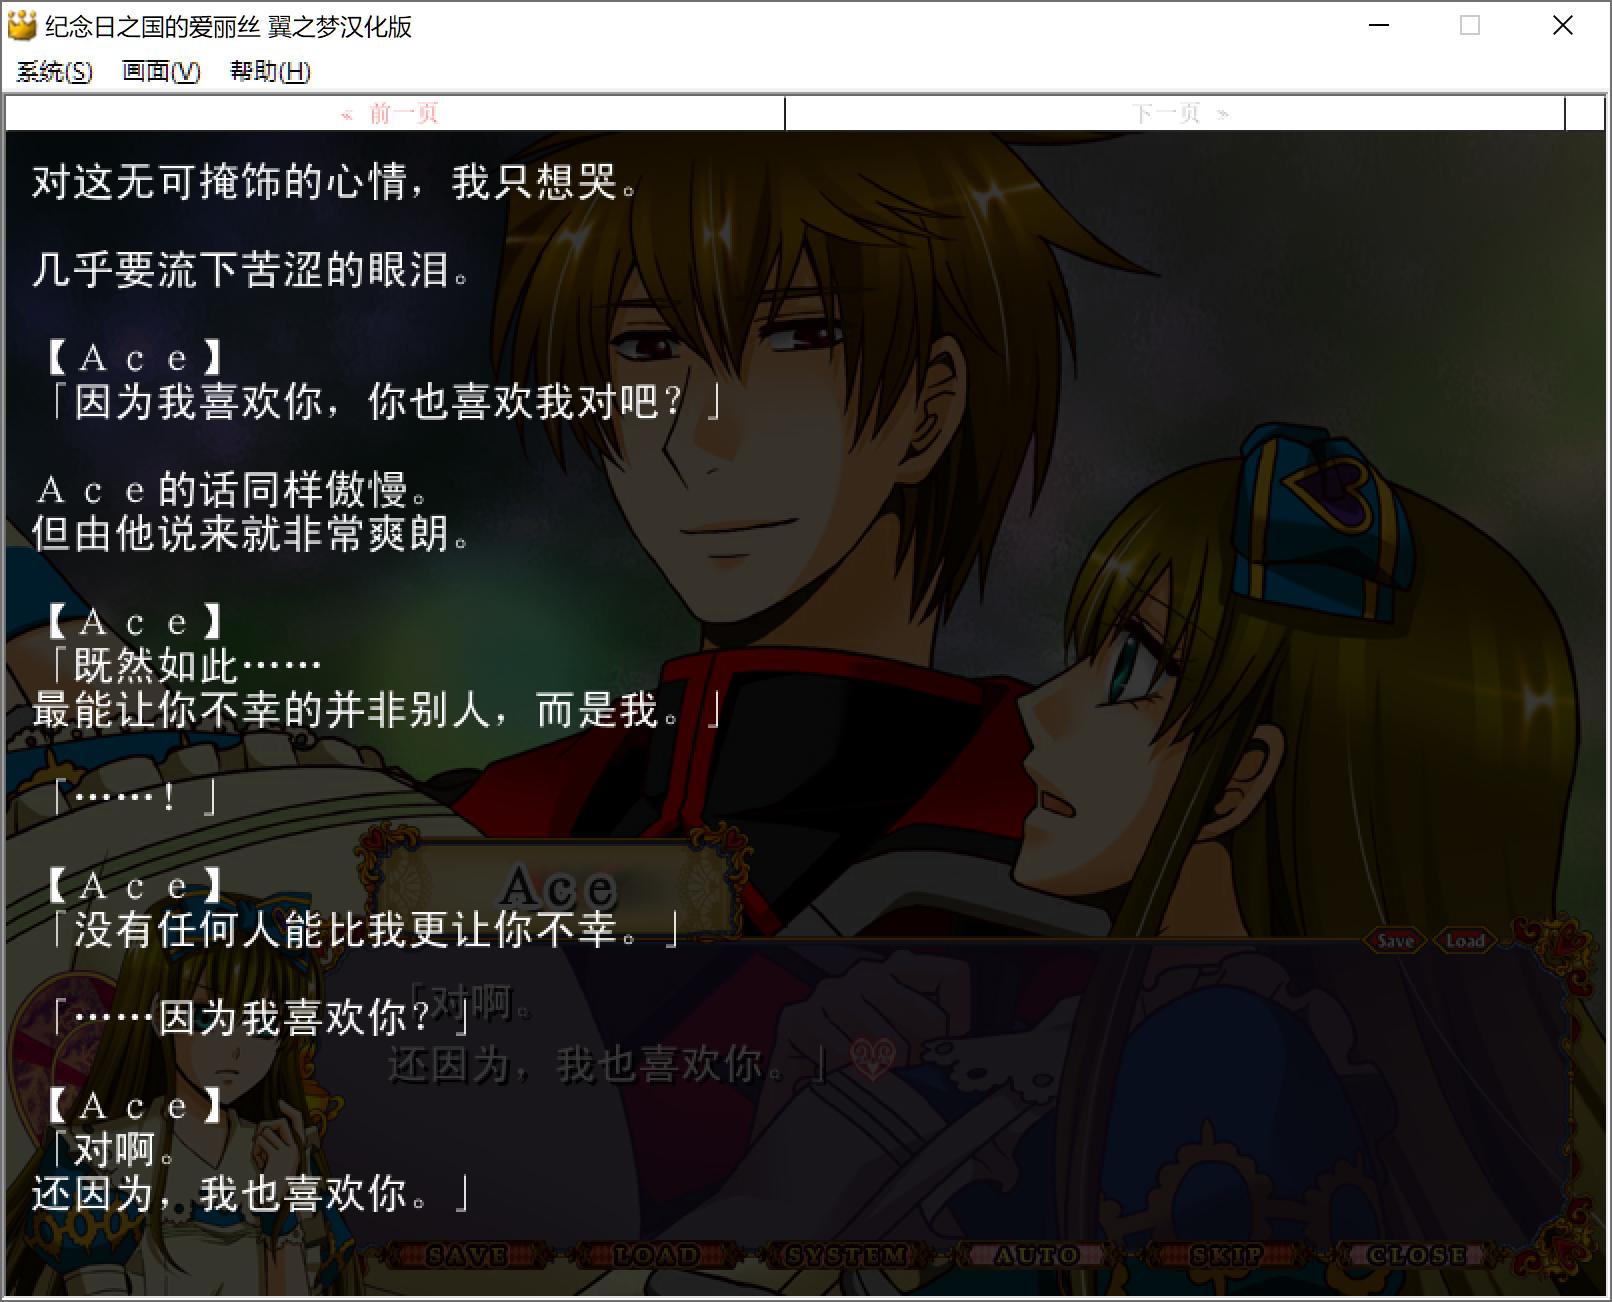 纪念日之国的爱丽丝 翼之梦汉化版
系统(S) 画面(V) 帮助(H)
« 前一页 下一页 »
对这无可掩饰的心情，我只想哭。
几乎要流下苦涩的眼泪。
【Ａｃｅ】
「因为我喜欢你，你也喜欢我对吧？」
Ａｃｅ的话同样傲慢。
但由他说来就非常爽朗。
【Ａｃｅ】
「既然如此……
最能让你不幸的并非别人，而是我。」
「……！」
【Ａｃｅ】
「没有任何人能比我更让你不幸。」
「……因为我喜欢你？」
【Ａｃｅ】
「对啊。
还因为，我也喜欢你。」
Ace
Save Load
「对啊。
还因为，我也喜欢你。」
SAVE LOAD SYSTEM AUTO SKIP CLOSE